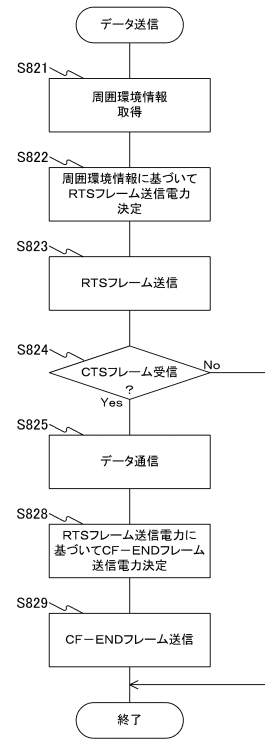 データ送信
S821
周囲環境情報
取得
S822
周囲環境情報に基づいて
RTSフレーム送信電力
決定
S823
RTSフレーム送信
S824
CTSフレーム受信
?
No
Yes
S825
データ通信
S828
RTSフレーム送信電力に
基づいてCF-ENDフレーム
送信電力決定
S829
CF-ENDフレーム送信
終了